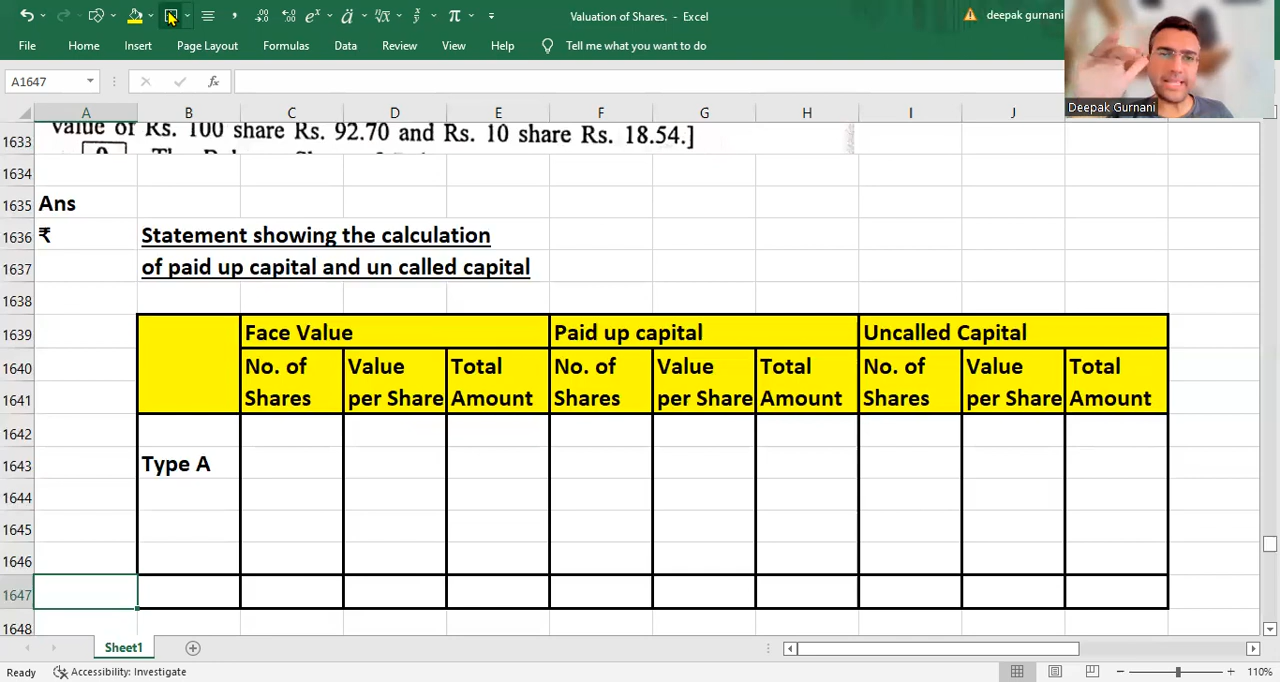 Valuation of Shares. - Excel
deepak gurnani
File Home Insert Page Layout Formulas Data Review View Help Tell me what you want to do
Deepak Gurnani
A1647 fx
A B C D E F G H I J
1633 value of Rs. 100 share Rs. 92.70 and Rs. 10 share Rs. 18.54.]
1634
1635 Ans
1636 ₹ Statement showing the calculation
1637 of paid up capital and un called capital
1638
1639 Face Value Paid up capital Uncalled Capital
1640 No. of Value Total No. of Value Total No. of Value Total
1641 Shares per Share Amount Shares per Share Amount Shares per Share Amount
1642
1643 Type A
1644
1645
1646
1647
1648
Sheet1
Ready Accessibility: Investigate 110%